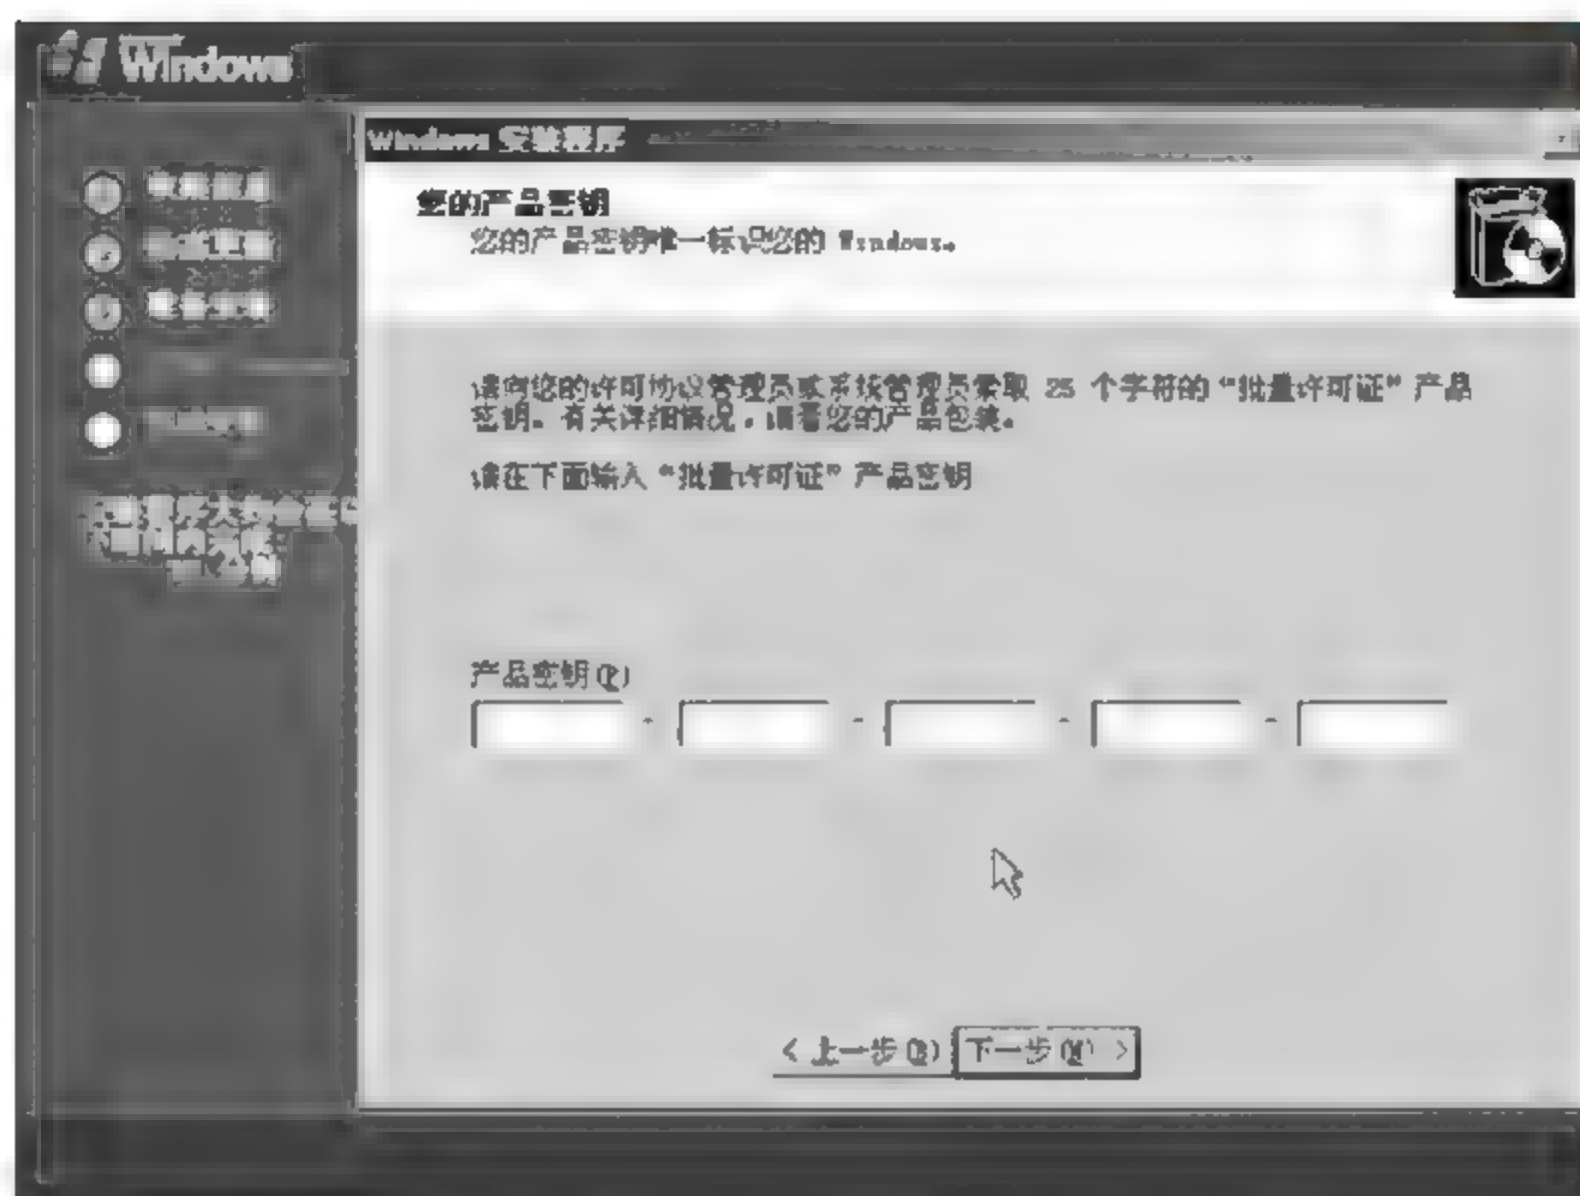 Windows
Windows 安装程序
您的产品密钥
您的产品密钥唯一标识您的 Windows。
请向您的许可协议管理员或系统管理员索取 25 个字符的“批量许可证”产品
密钥。有关详细情况，请看您的产品包装。
请在下面输入“批量许可证”产品密钥
产品密钥(P)
- - - -
< 上一步(B) 下一步(N) >